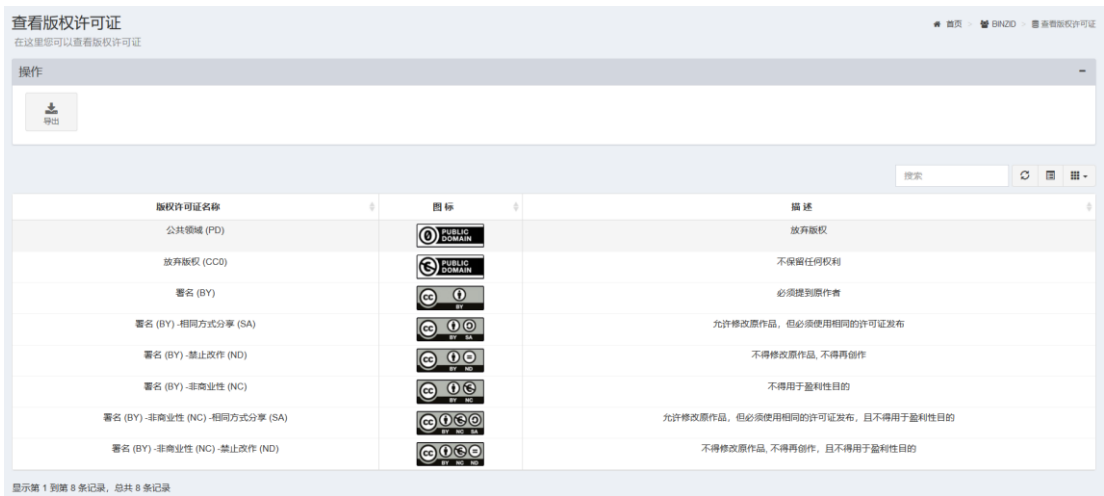 查看版权许可证
首页 > BINZID > 查看版权许可证
在这里您可以查看版权许可证
操作
导出
搜索
版权许可证名称 图标 描述
公共领域 (PD) PUBLIC DOMAIN 放弃版权
放弃版权 (CC0) PUBLIC DOMAIN 不保留任何权利
署名 (BY) cc BY 必须提到原作者
署名 (BY) -相同方式分享 (SA) cc BY SA 允许修改原作品，但必须使用相同的许可证发布
署名 (BY) -禁止改作 (ND) cc BY ND 不得修改原作品, 不得再创作
署名 (BY) -非商业性 (NC) cc BY NC 不得用于盈利性目的
署名 (BY) -非商业性 (NC) -相同方式分享 (SA) cc BY NC SA 允许修改原作品，但必须使用相同的许可证发布，且不得用于盈利性目的
署名 (BY) -非商业性 (NC) -禁止改作 (ND) cc BY NC ND 不得修改原作品, 不得再创作，且不得用于盈利性目的
显示第 1 到第 8 条记录，总共 8 条记录